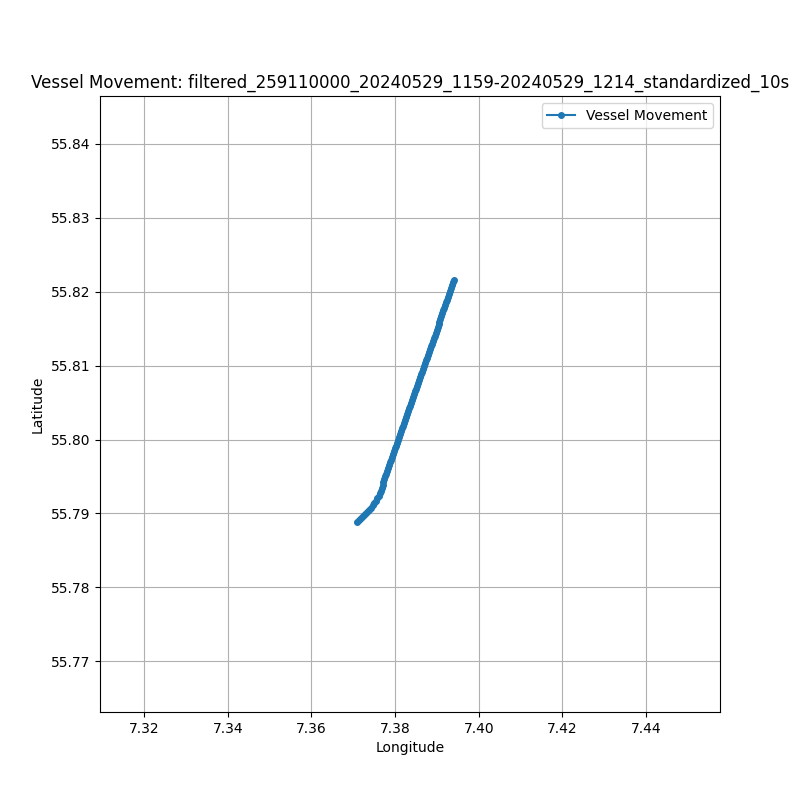 Vessel Movement: filtered_259110000_20240529_1159-20240529_1214_standardized_10s
Vessel Movement
55.84
55.83
55.82
55.81
55.80
55.79
55.78
55.77
Latitude
7.32 7.34 7.36 7.38 7.40 7.42 7.44
Longitude